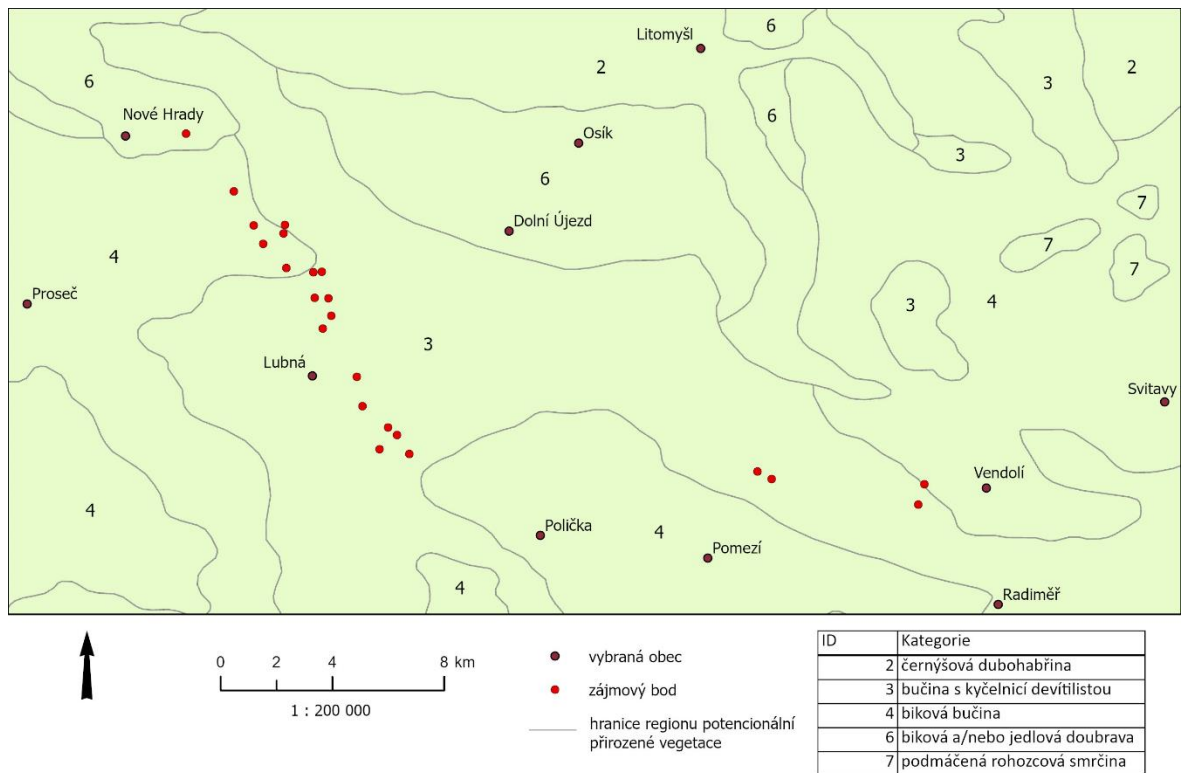 6
Litomyšl
2
3
2
6
Nové Hrady
6
Osík
3
6
7
Dolní Újezd
7
4
7
Proseč
3
4
3
Lubná
Svitavy
Vendolí
4
Polička
4
Pomezí
4
Radiměř
0 2 4 8 km
1 : 200 000
vybraná obec
zájmový bod
hranice regionu potencionální
přirozené vegetace
ID Kategorie
2 černýšová dubohabřina
3 bučina s kyčelnicí devítilistou
4 biková bučina
6 biková a/nebo jedlová doubrava
7 podmáčená rohozcová smrčina